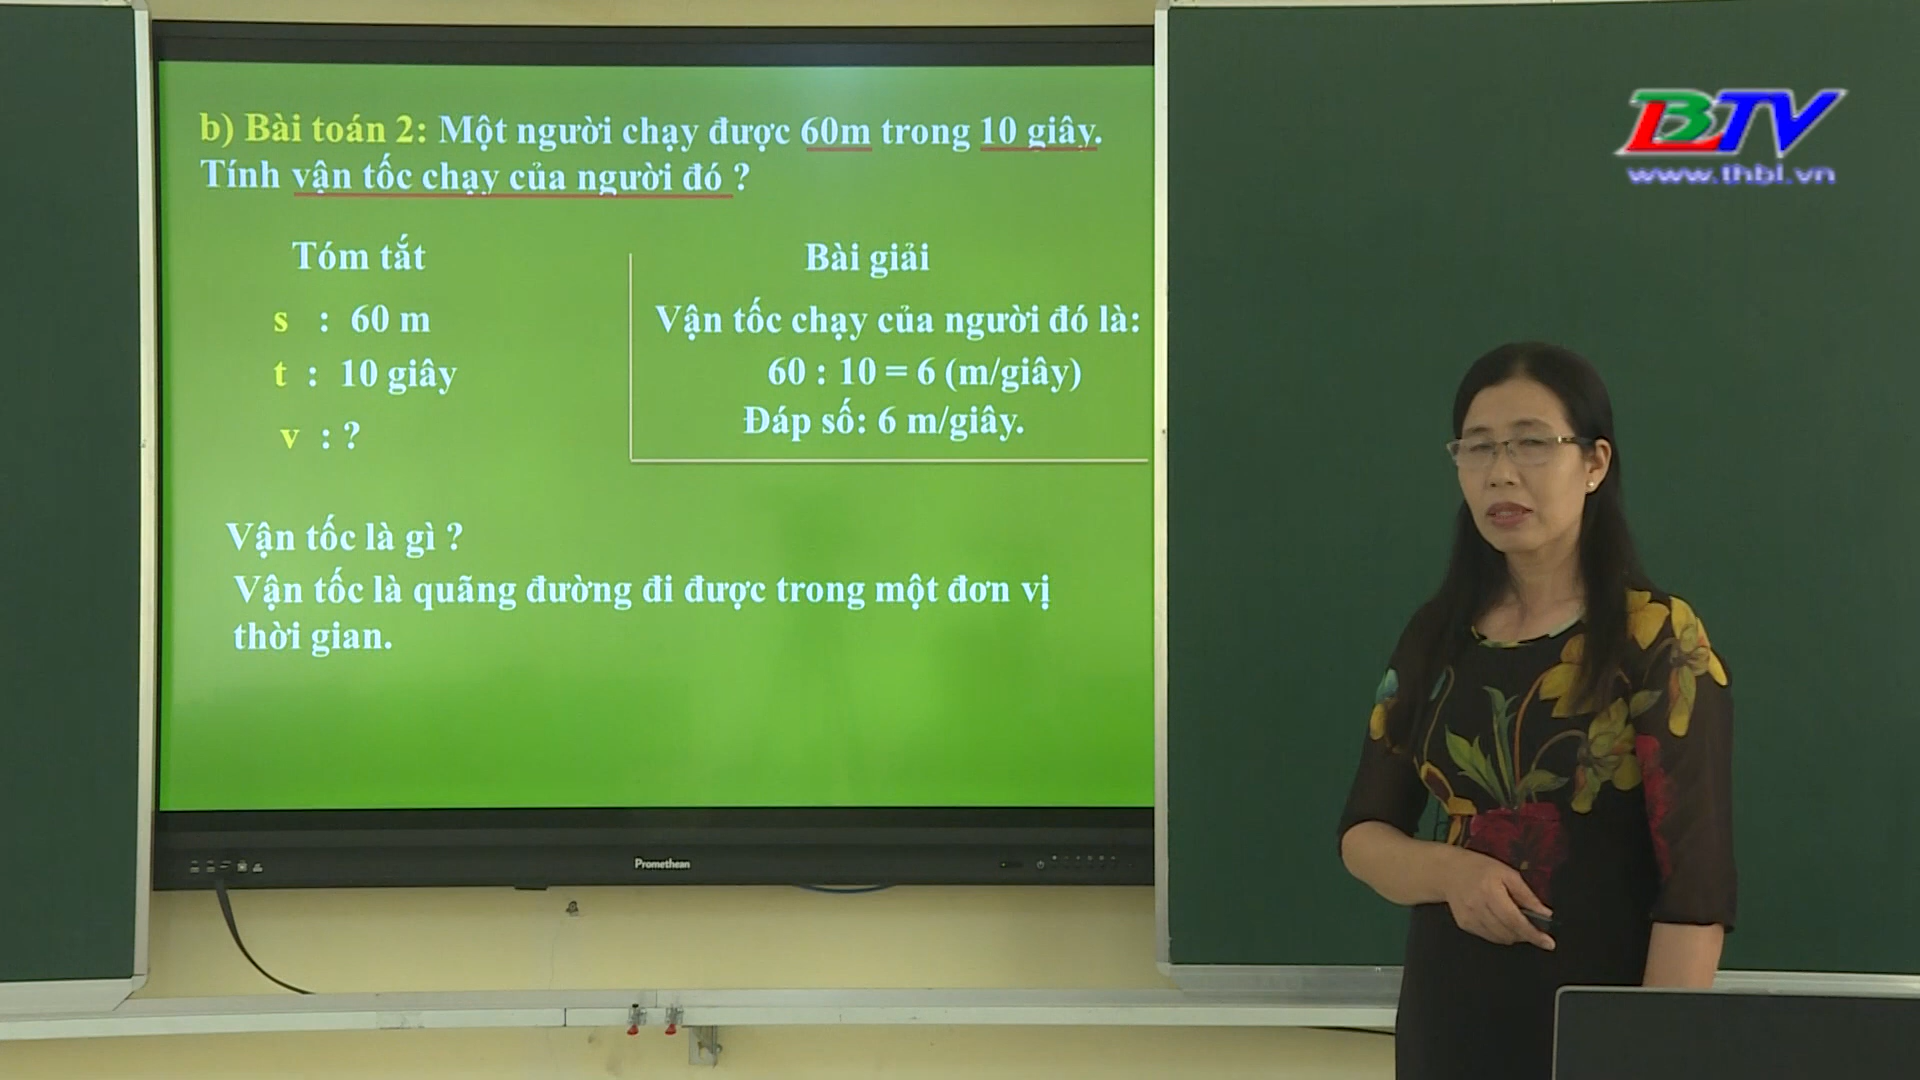 b) Bài toán 2: Một người chạy được 60m trong 10 giây.
Tính vận tốc chạy của người đó ?
Tóm tắt
s : 60 m
t : 10 giây
v : ?
Bài giải
Vận tốc chạy của người đó là:
60 : 10 = 6 (m/giây)
Đáp số: 6 m/giây.
Vận tốc là gì ?
Vận tốc là quãng đường đi được trong một đơn vị
thời gian.
Promethean
BTV
www.thbl.vn